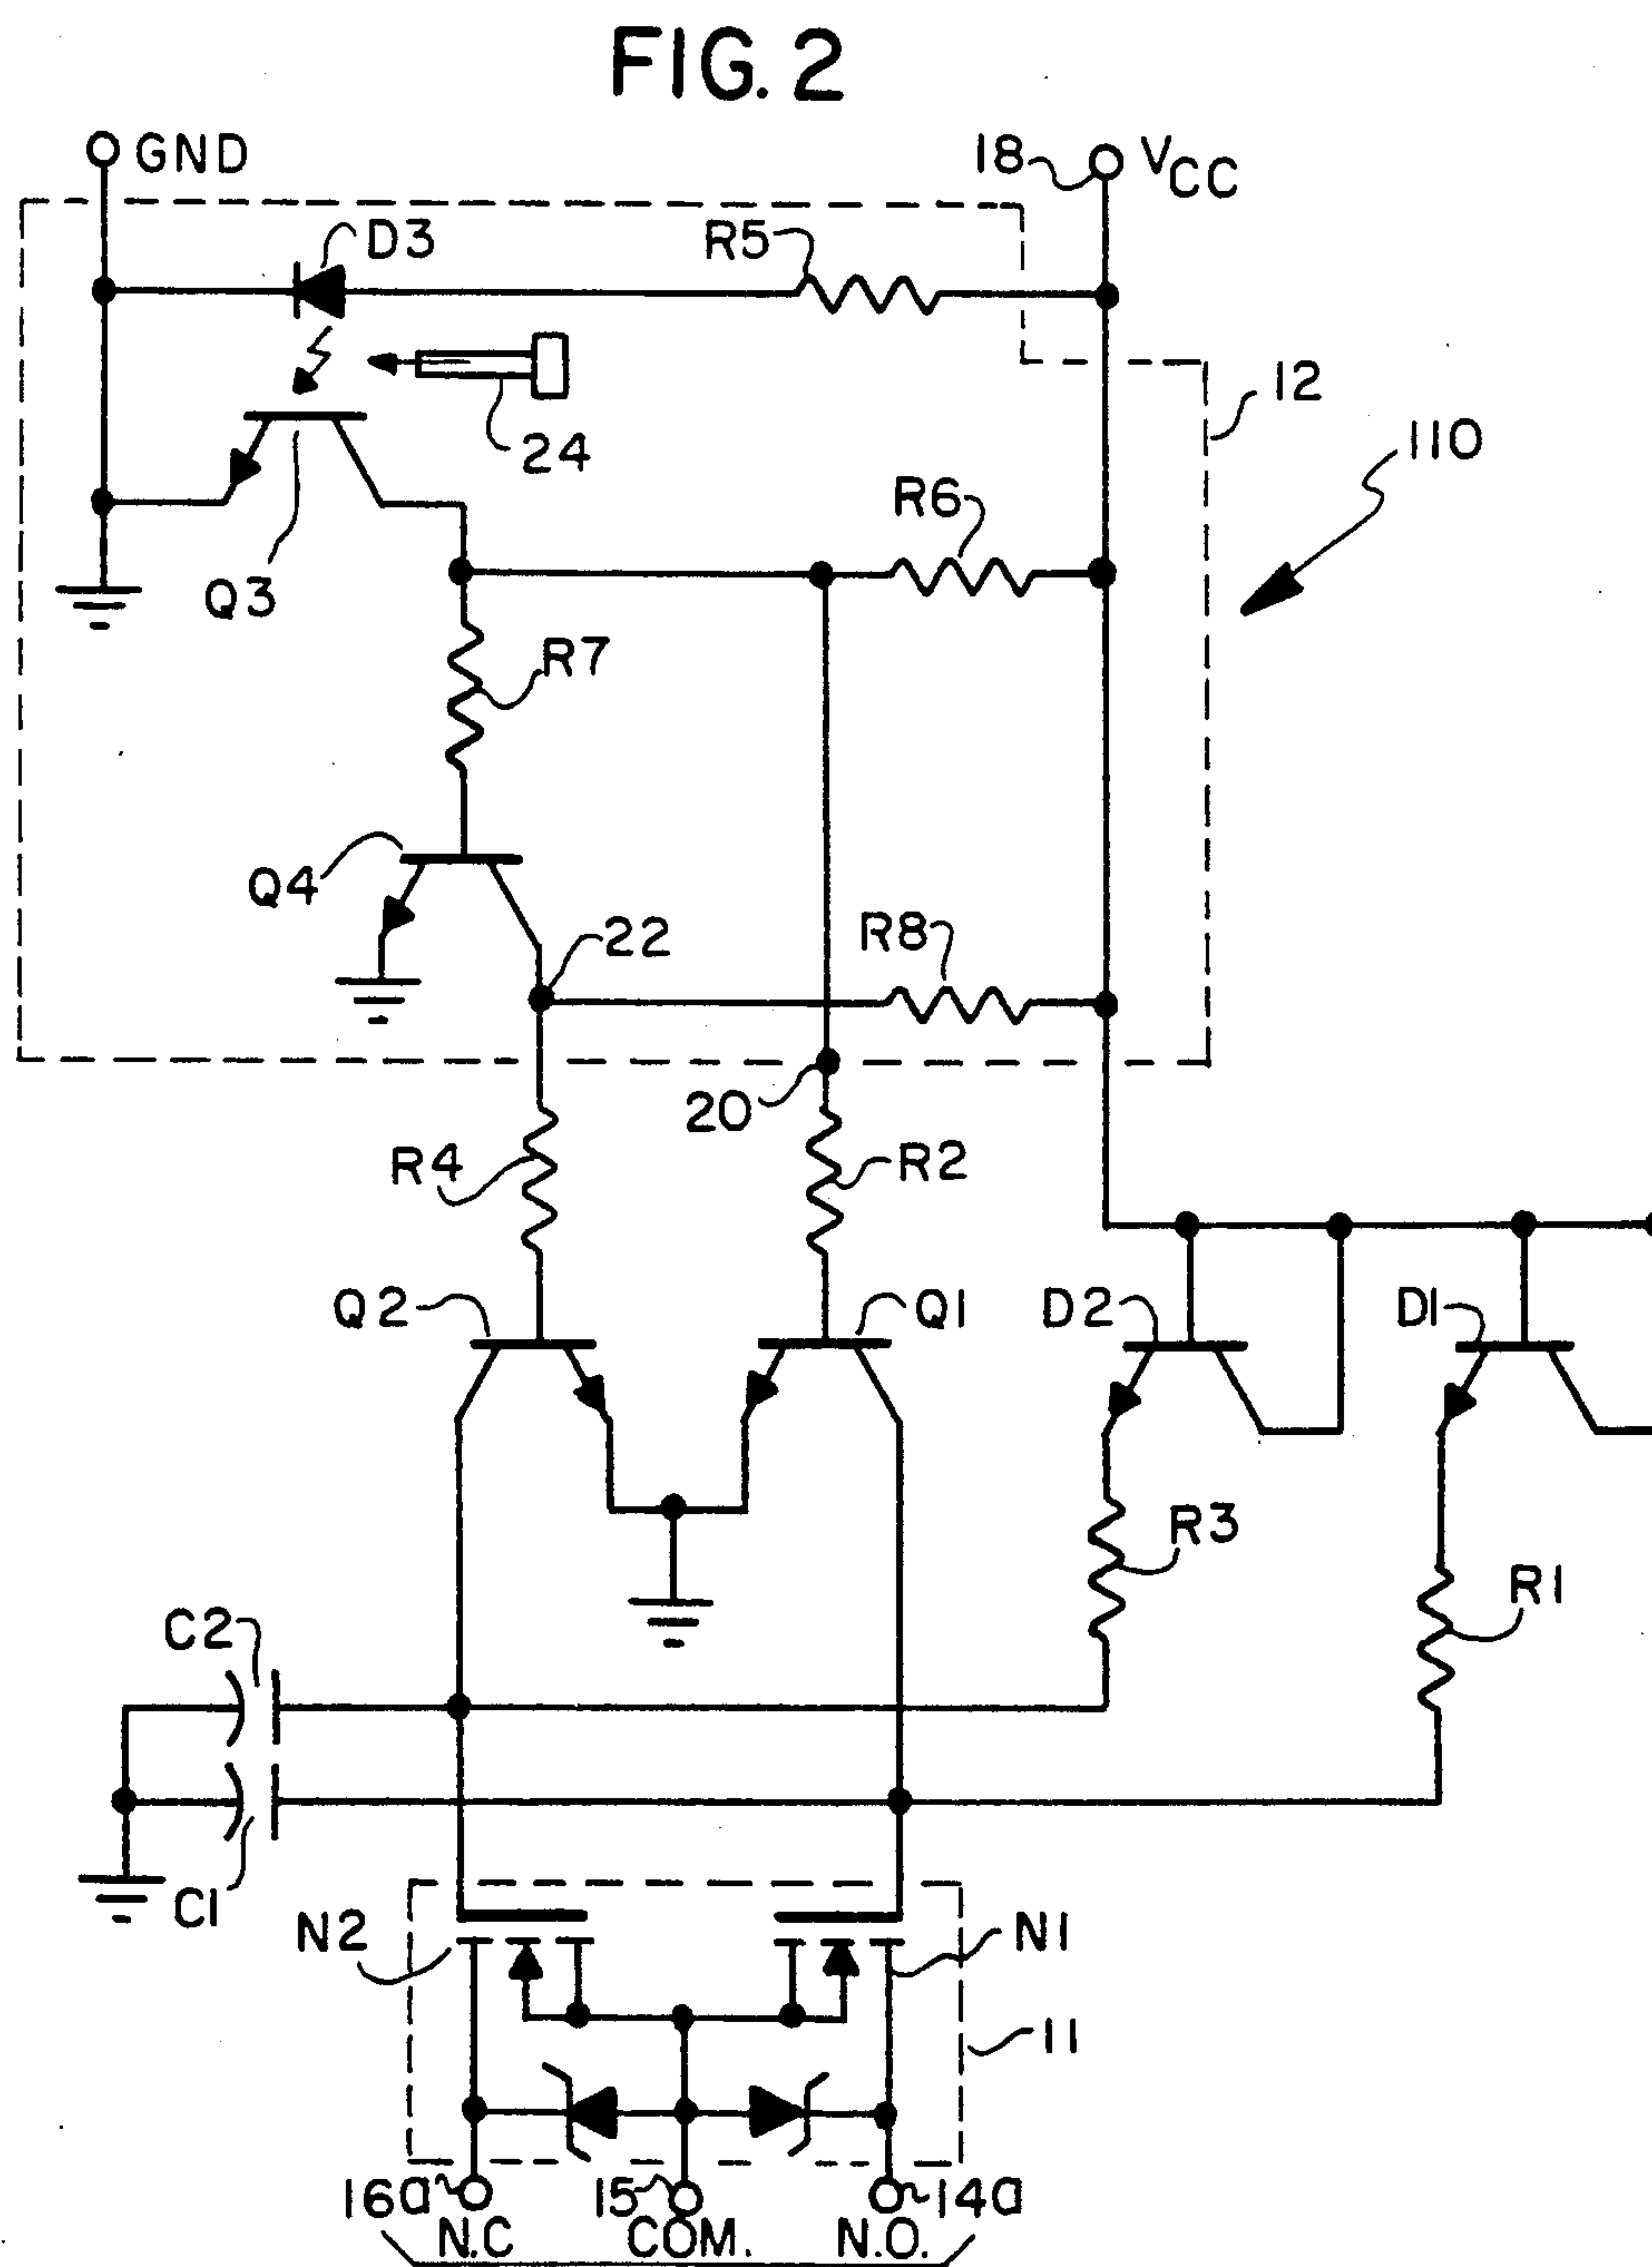 FIG. 2
GND
18
VCC
D3
R5
12
24
110
R6
Q3
R7
Q4
22
R8
20
R4
R2
Q2
Q1
D2
D1
R3
R1
C2
C1
N2
N1
11
16a
15
14a
N.C
COM.
N.O.